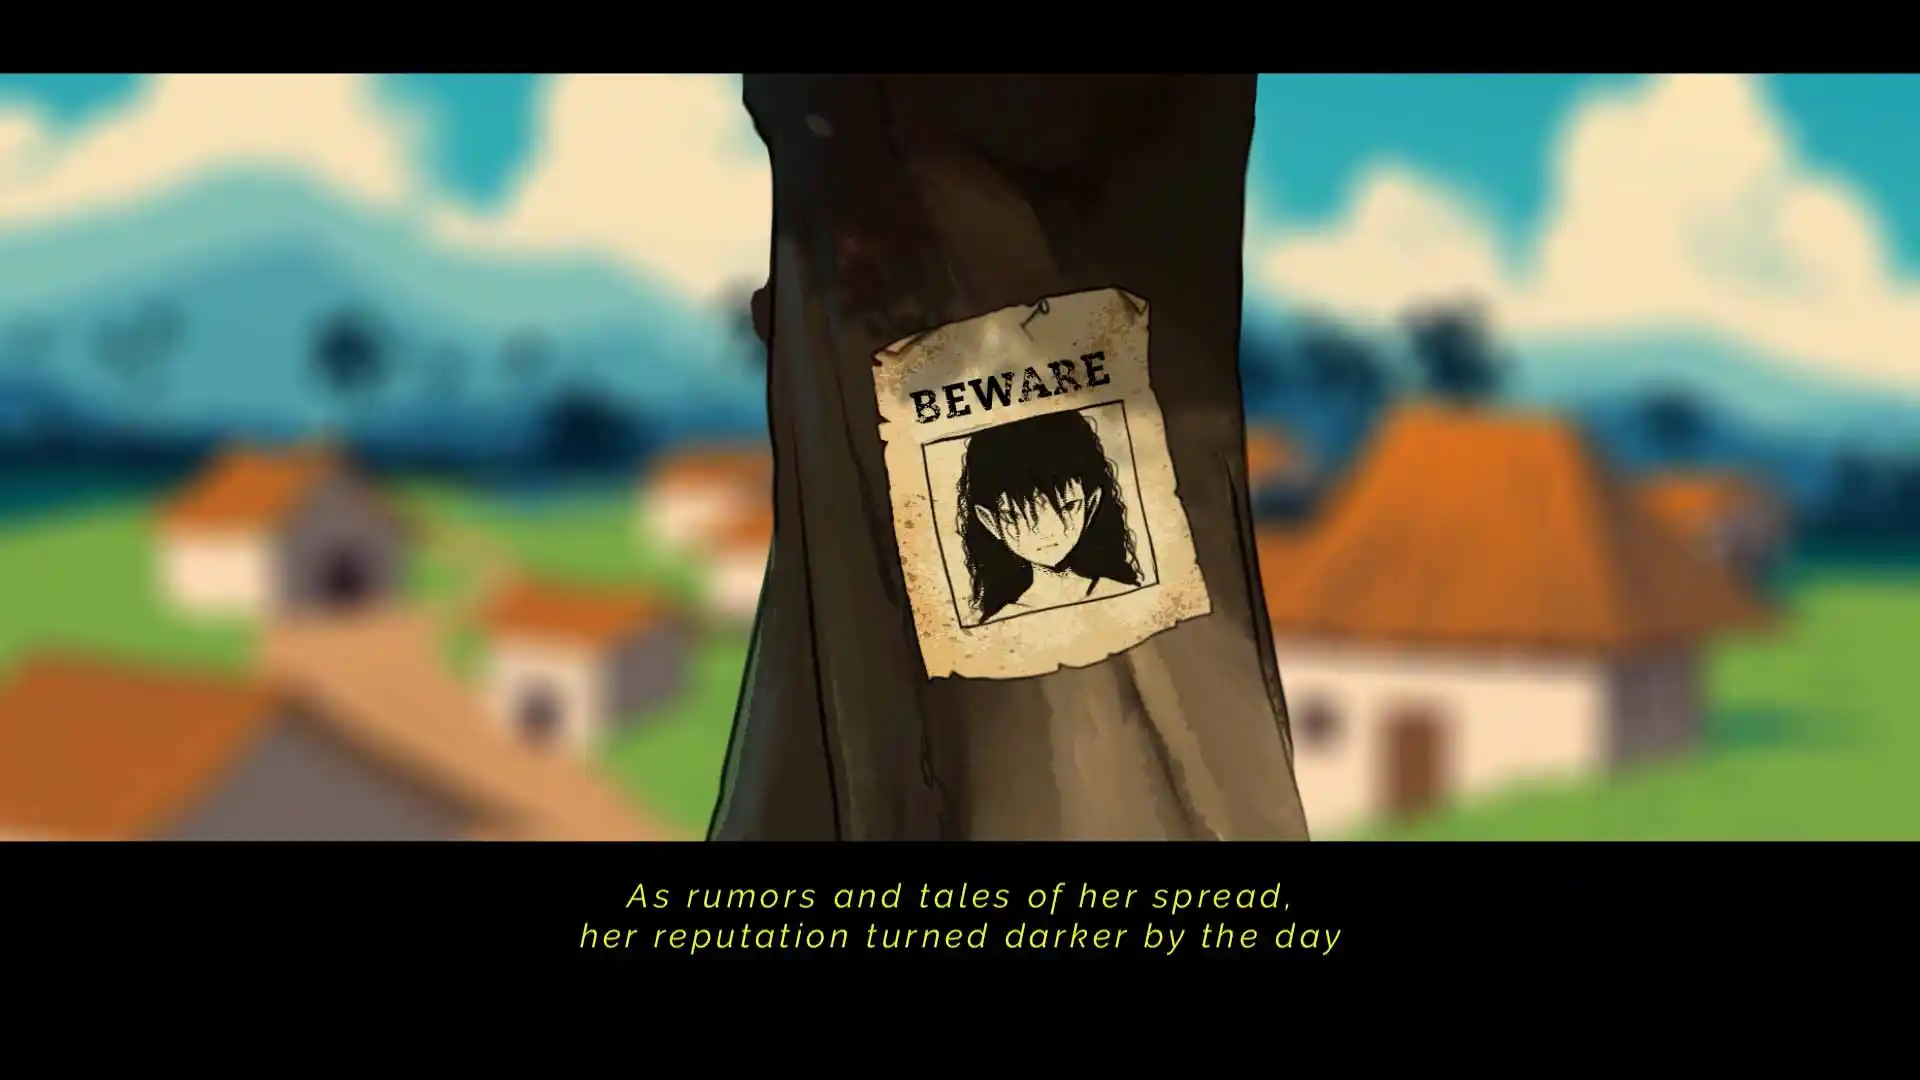 BEWARE
As rumors and tales of her spread,
her reputation turned darker by the day